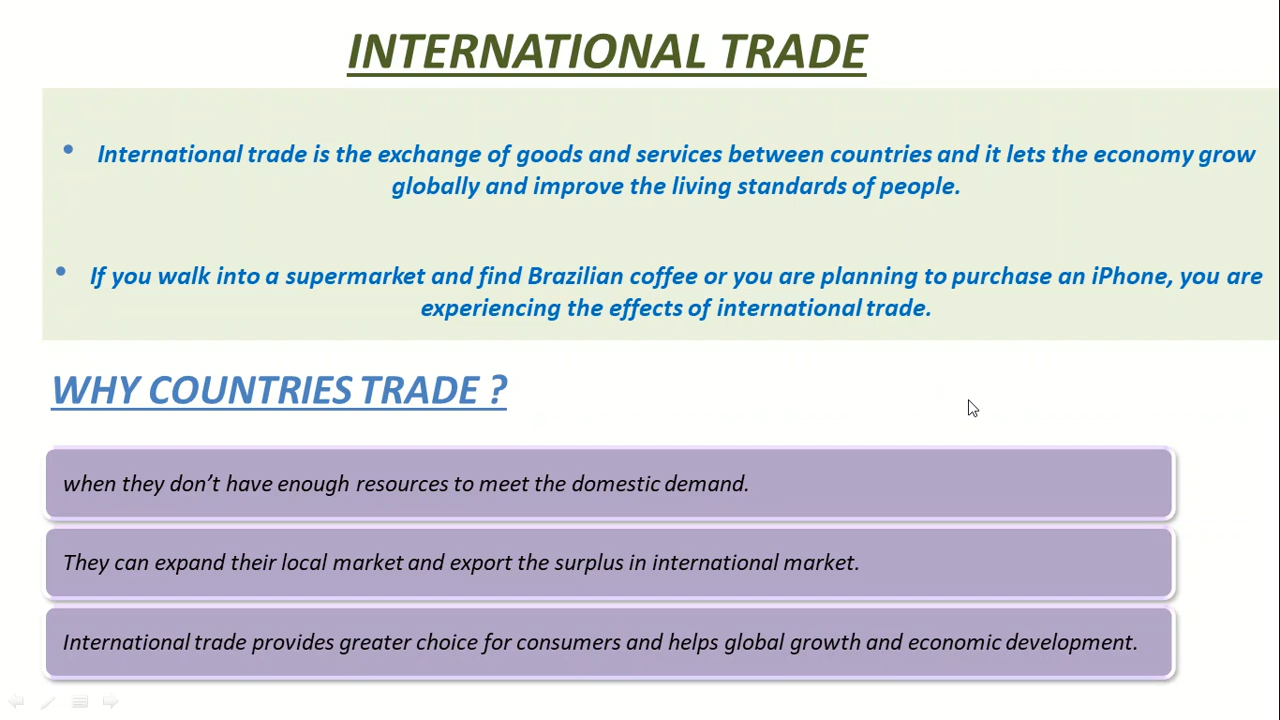 INTERNATIONAL TRADE
• International trade is the exchange of goods and services between countries and it lets the economy grow
globally and improve the living standards of people.
• If you walk into a supermarket and find Brazilian coffee or you are planning to purchase an iPhone, you are
experiencing the effects of international trade.
WHY COUNTRIES TRADE ?
when they don’t have enough resources to meet the domestic demand.
They can expand their local market and export the surplus in international market.
International trade provides greater choice for consumers and helps global growth and economic development.